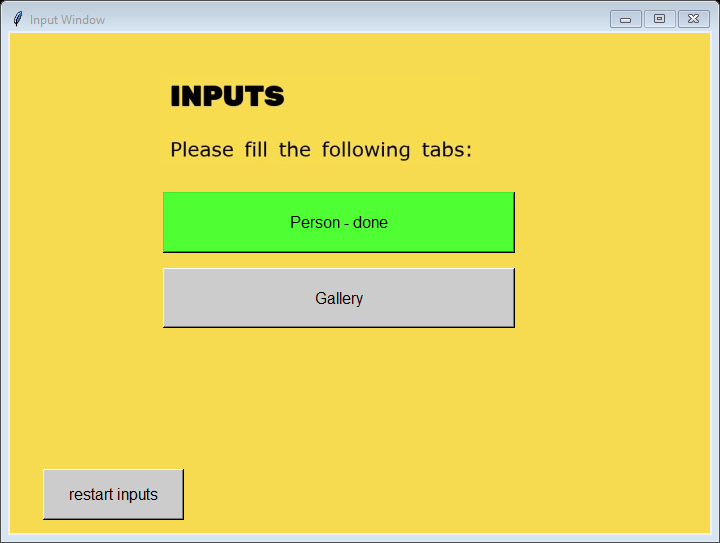 Input Window
INPUTS
Please fill the following tabs:
Person - done
Gallery
restart inputs